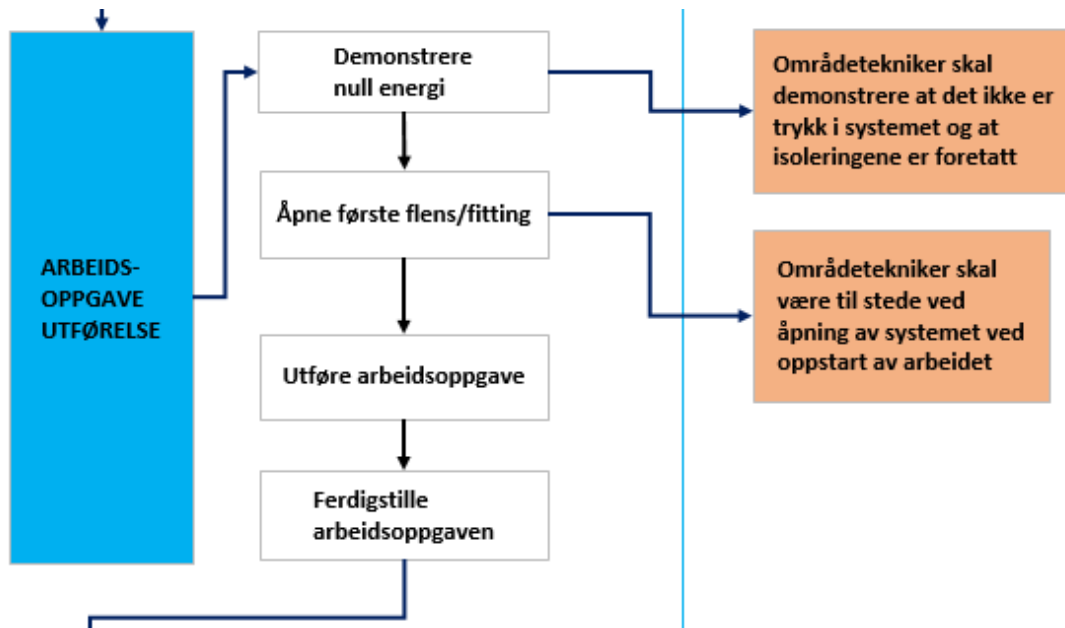 ARBEIDS-
OPPGAVE
UTFØRELSE
Demonstrere
null energi
Områdetekniker skal
demonstrere at det ikke er
trykk i systemet og at
isoleringene er foretatt
Åpne første flens/fitting
Områdetekniker skal
være til stede ved
åpning av systemet ved
oppstart av arbeidet
Utføre arbeidsoppgave
Ferdigstille
arbeidsoppgaven